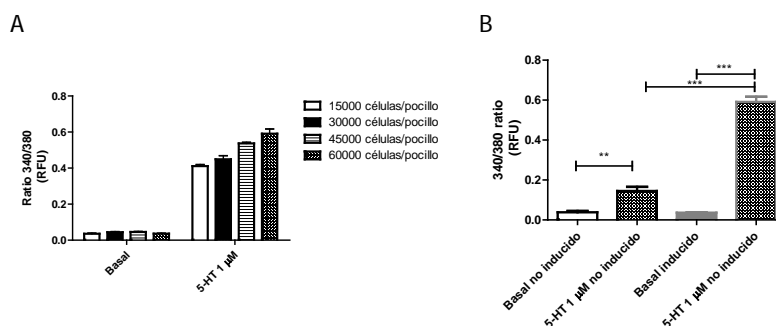 A
0.8
0.6
0.4
0.2
0.0
Ratio 340/380
(RFU)
Basal
5-HT 1 µM
15000 células/pocillo
30000 células/pocillo
45000 células/pocillo
60000 células/pocillo
B
0.8
0.6
0.4
0.2
0.0
340/380 ratio
(RFU)
**
***
***
Basal no inducido
5-HT 1 µM no inducido
Basal inducido
5-HT 1 µM no inducido